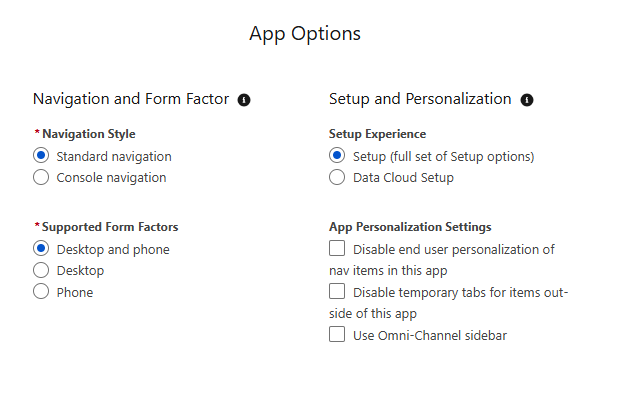 App Options
Navigation and Form Factor
* Navigation Style
Standard navigation
Console navigation
* Supported Form Factors
Desktop and phone
Desktop
Phone
Setup and Personalization
Setup Experience
Setup (full set of Setup options)
Data Cloud Setup
App Personalization Settings
Disable end user personalization of
nav items in this app
Disable temporary tabs for items out-
side of this app
Use Omni-Channel sidebar